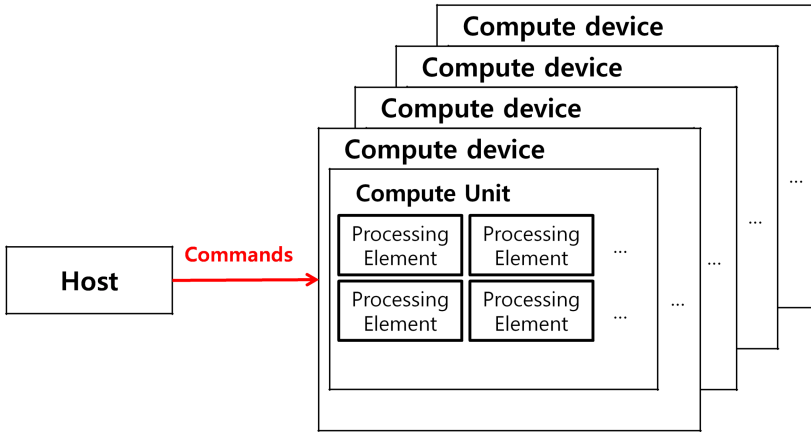 Compute device
...
Compute device
...
Compute device
...
Compute device
...
Compute Unit
Processing
Element
Processing
Element
...
Processing
Element
Processing
Element
...
Commands
Host